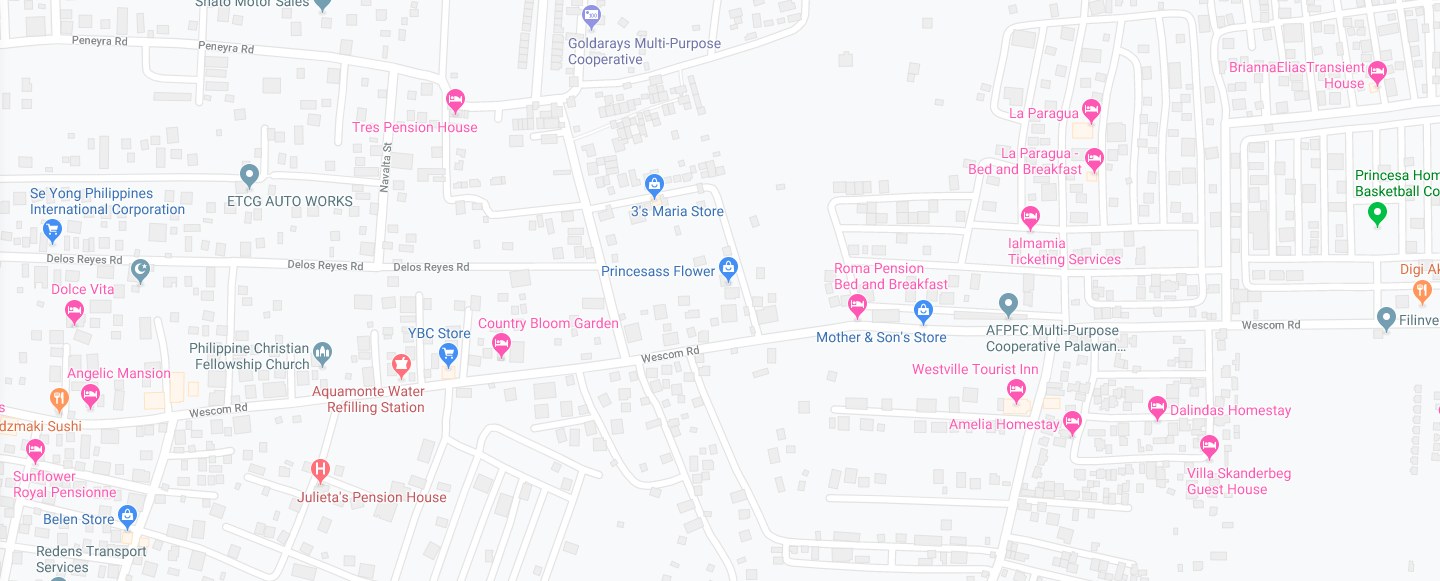 Shato Motor Sales
Peneyra Rd
Peneyra Rd
Goldarays Multi-Purpose
Cooperative
BriannaEliasTransient
House
Tres Pension House
La Paragua
Navalta St
La Paragua -
Bed and Breakfast
Se Yong Philippines
International Corporation
ETCG AUTO WORKS
3's Maria Store
Princesa Hom
Basketball Co
Ialmamia
Ticketing Services
Delos Reyes Rd
Delos Reyes Rd
Delos Reyes Rd
Princesass Flower
Roma Pension
Bed and Breakfast
Digi Ak
Dolce Vita
YBC Store
Country Bloom Garden
Mother & Son's Store
AFPFC Multi-Purpose
Cooperative Palawan...
Wescom Rd
Filinve
Philippine Christian
Fellowship Church
Wescom Rd
Angelic Mansion
Aquamonte Water
Refilling Station
Westville Tourist Inn
s
dzmaki Sushi
Wescom Rd
Amelia Homestay
Dalindas Homestay
Sunflower
Royal Pensionne
H
Julieta's Pension House
Villa Skanderbeg
Guest House
Belen Store
Redens Transport
Services